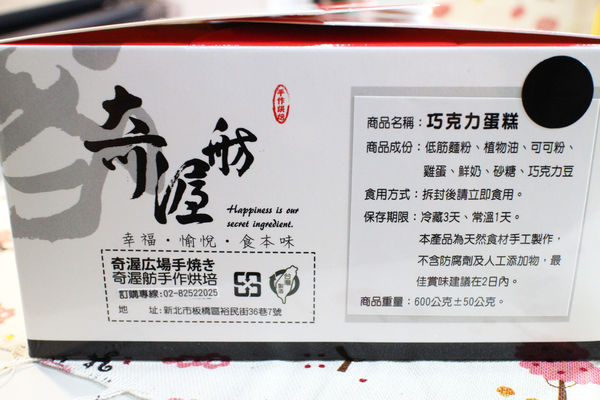 手作烘焙
奇渥舫
Happiness is our
secret ingredient.
幸福・愉悅・食本味
奇渥広場手焼き
奇渥舫手作烘培
訂購專線:02-82522025
地 址:新北市板橋區裕民街36巷7號
商品名稱：巧克力蛋糕
商品成份：低筋麵粉、植物油、可可粉、
雞蛋、鮮奶、砂糖、巧克力豆
食用方式：拆封後請立即食用。
保存期限：冷藏3天、常溫1天。
本產品為天然食材手工製作，
不含防腐劑及人工添加物，最
佳賞味建議在2日內。
商品重量：600公克±50公克。